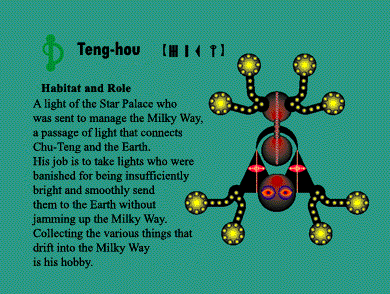 Teng-hou
Habitat and Role
A light of the Star Palace who
was sent to manage the Milky Way,
a passage of light that connects
Chu-Teng and the Earth.
His job is to take lights who were
banished for being insufficiently
bright and smoothly send
them to the Earth without
jamming up the Milky Way.
Collecting the various things that
drift into the Milky Way
is his hobby.